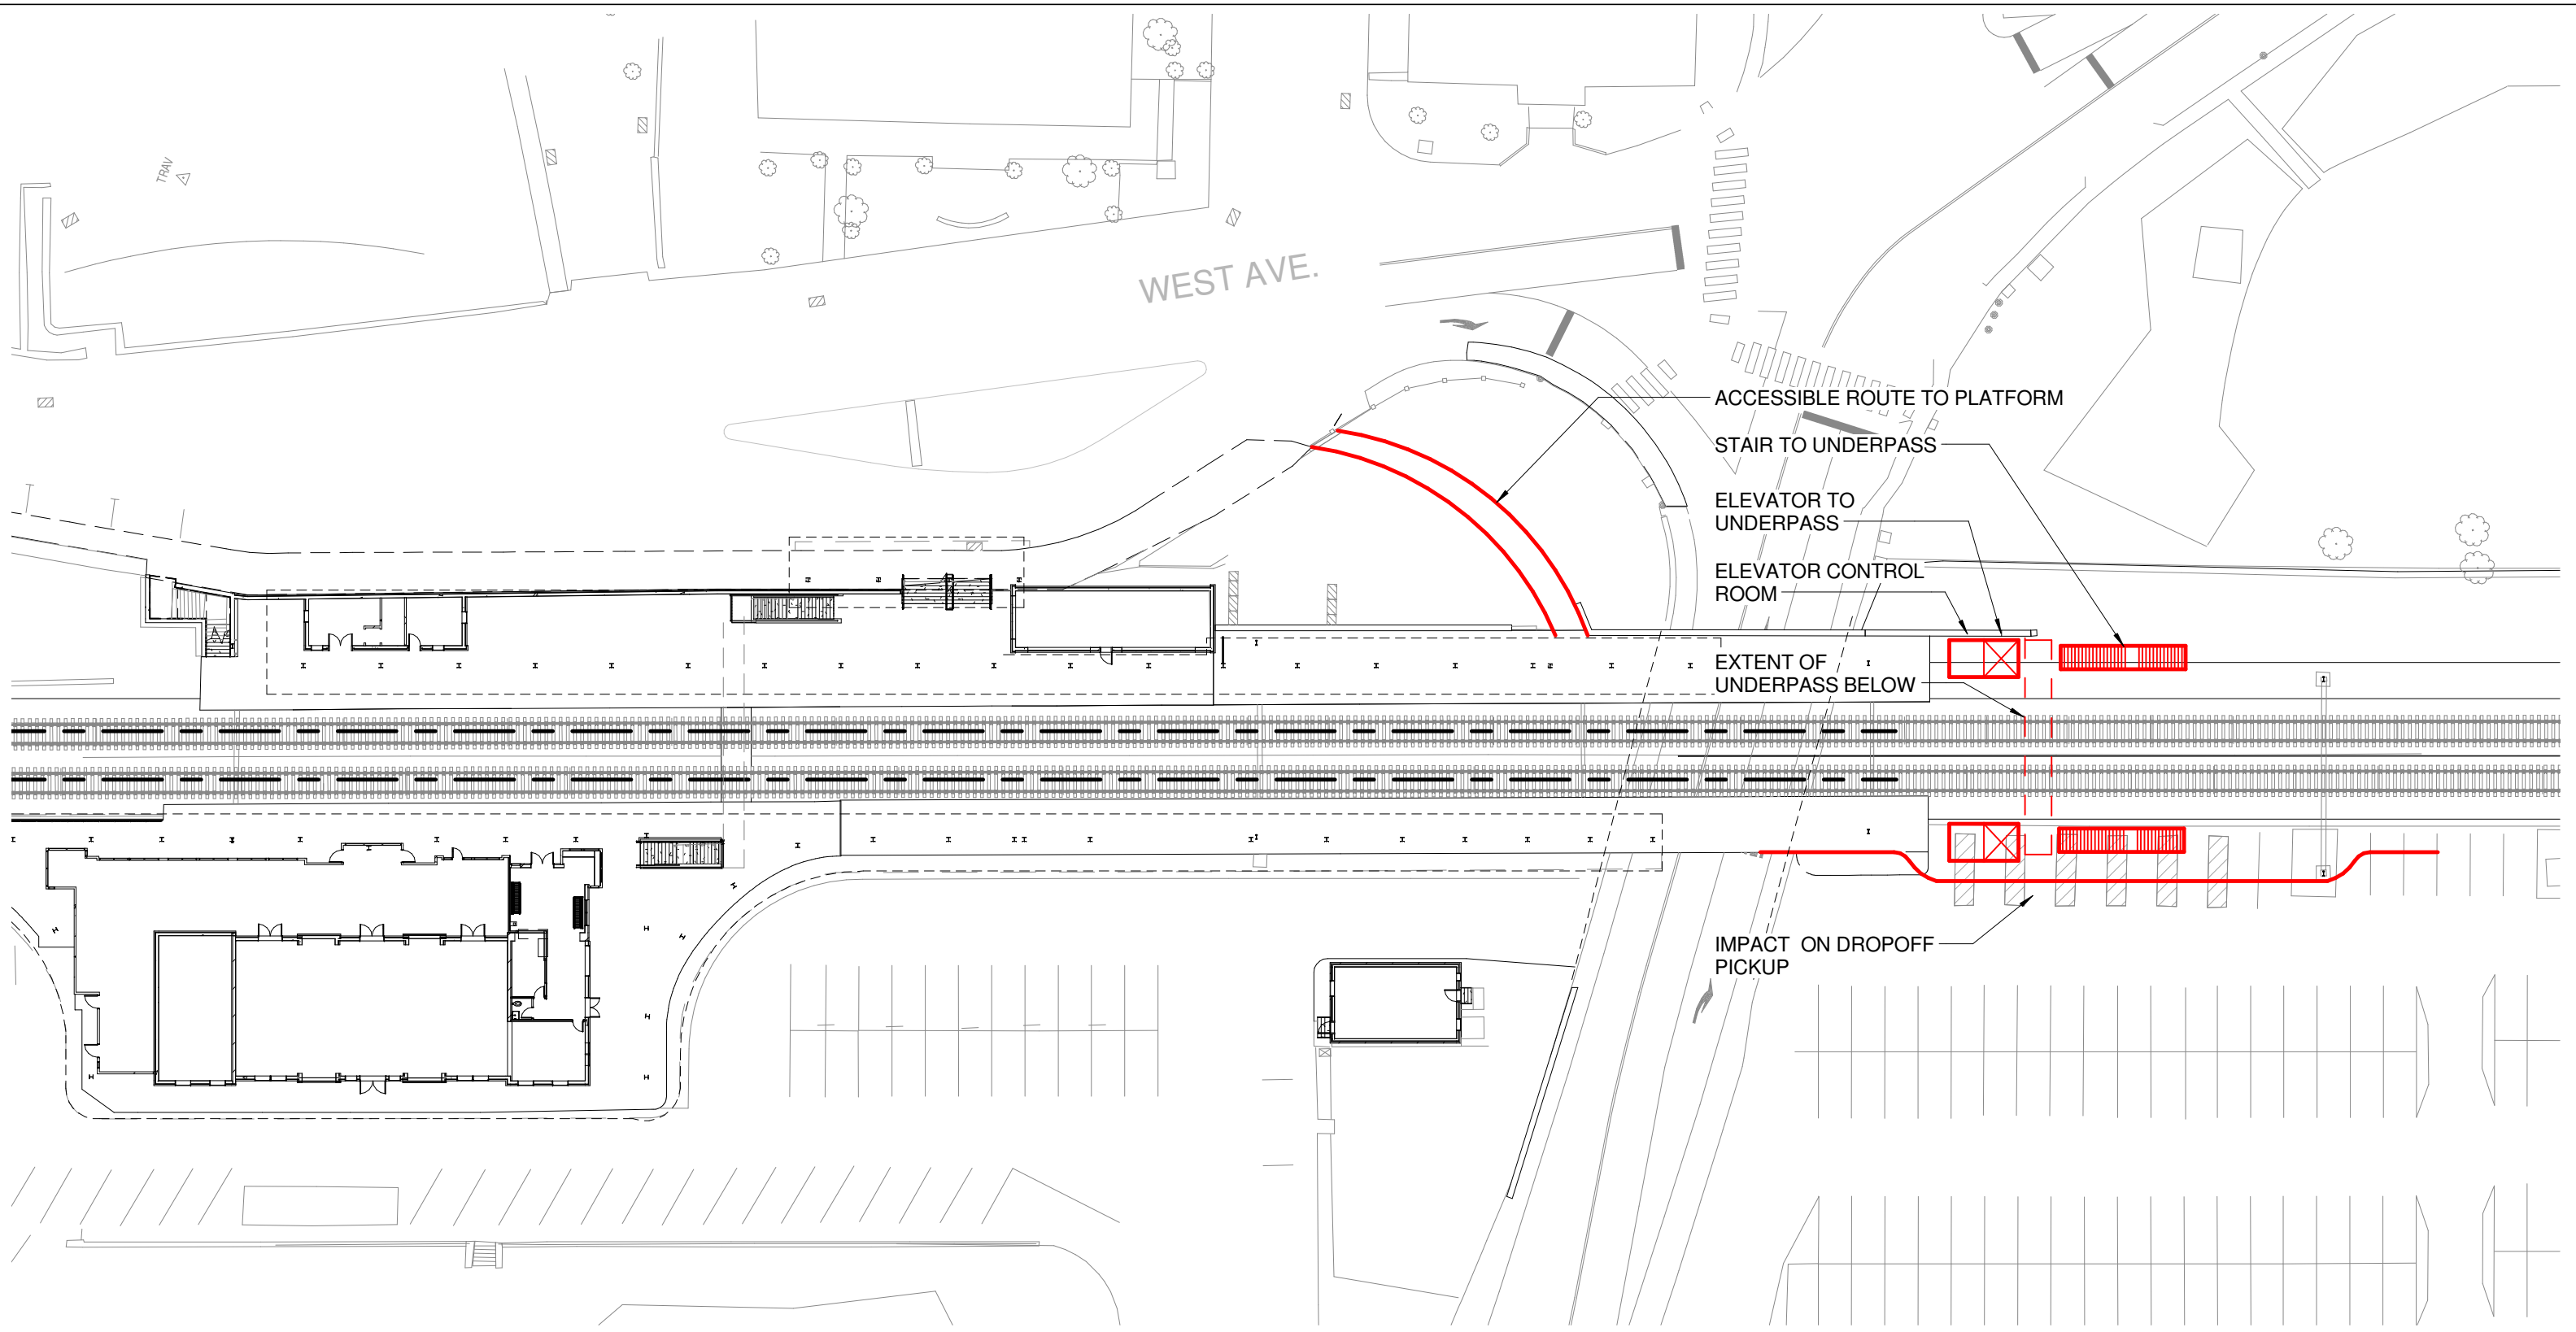 TRAV
WEST AVE.
ACCESSIBLE ROUTE TO PLATFORM
STAIR TO UNDERPASS
ELEVATOR TO
UNDERPASS
ELEVATOR CONTROL
ROOM
EXTENT OF
UNDERPASS BELOW
IMPACT ON DROPOFF
PICKUP